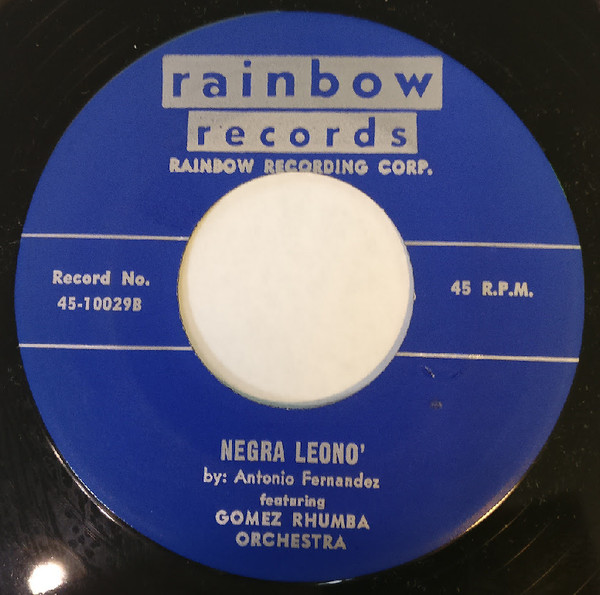 rainbow
records
RAINBOW RECORDING CORP.
Record No.
45-10029B
45 R.P.M.
NEGRA LEONO'
by: Antonio Fernandez
featuring
GOMEZ RHUMBA
ORCHESTRA